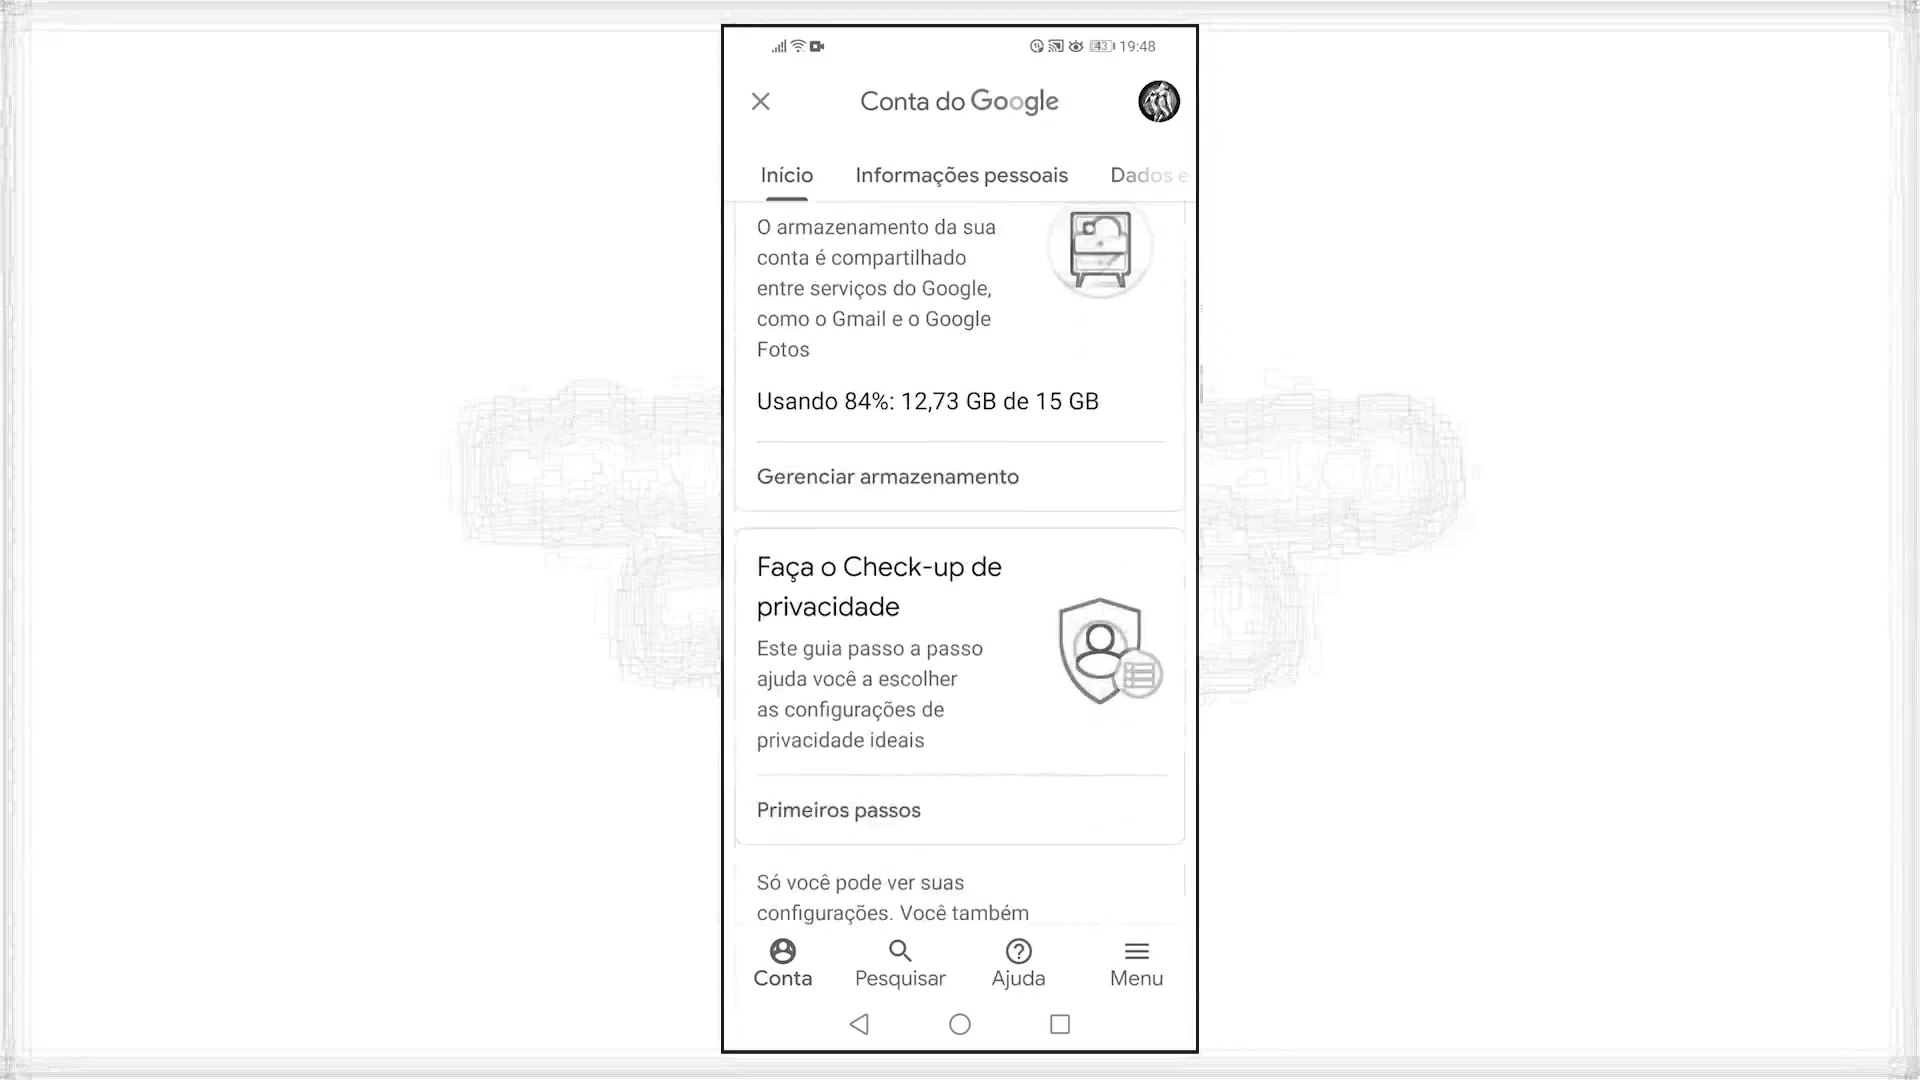 43 19:48
Conta do Google
Início Informações pessoais Dados e
O armazenamento da sua
conta é compartilhado
entre serviços do Google,
como o Gmail e o Google
Fotos
Usando 84%: 12,73 GB de 15 GB
Gerenciar armazenamento
Faça o Check-up de
privacidade
Este guia passo a passo
ajuda você a escolher
as configurações de
privacidade ideais
Primeiros passos
Só você pode ver suas
configurações. Você também
Conta Pesquisar Ajuda Menu